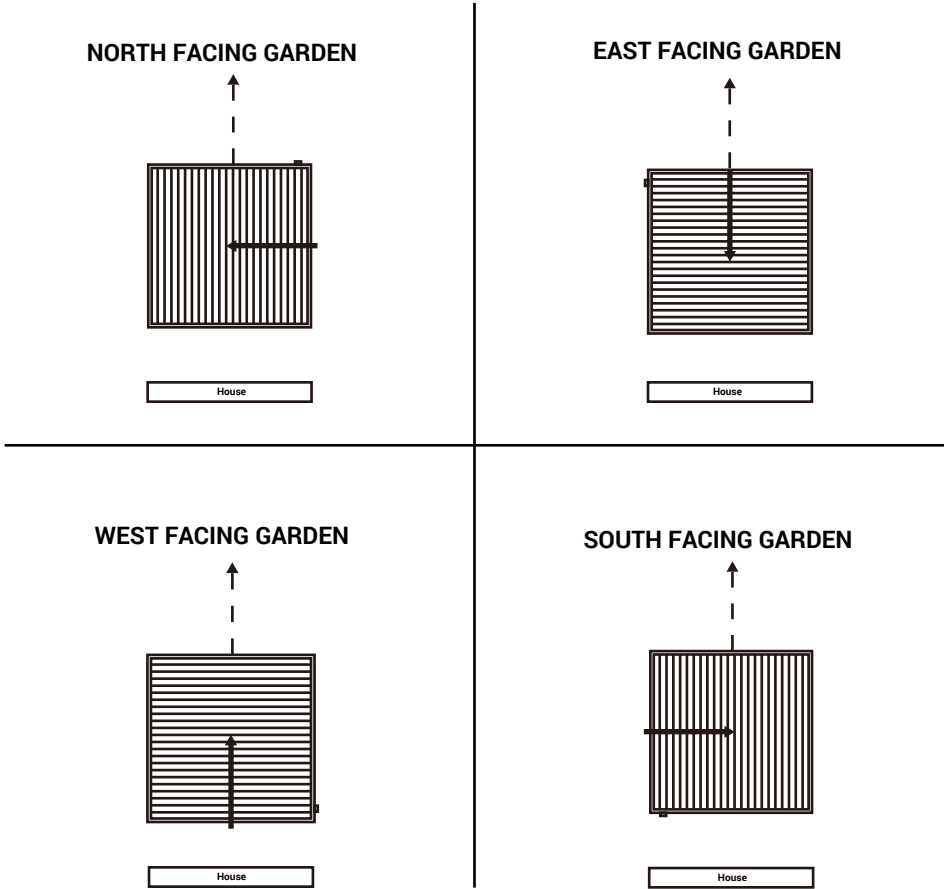 NORTH FACING GARDEN
EAST FACING GARDEN
House
House
WEST FACING GARDEN
SOUTH FACING GARDEN
House
House